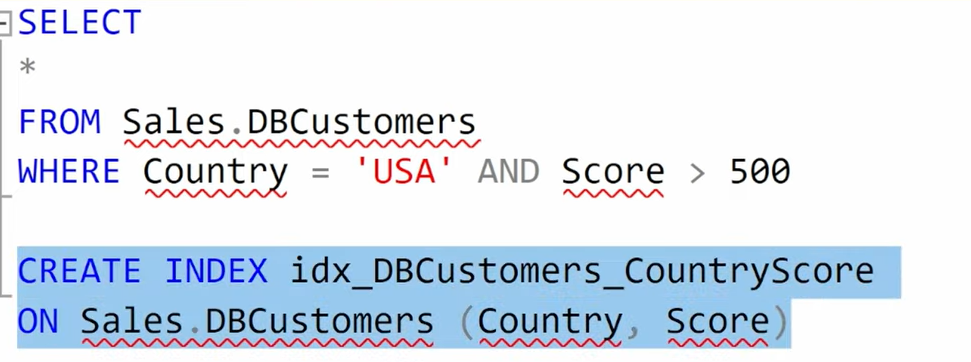 SELECT
*
FROM Sales.DBCustomers
WHERE Country = 'USA' AND Score > 500
CREATE INDEX idx_DBCustomers_CountryScore
ON Sales.DBCustomers (Country, Score)